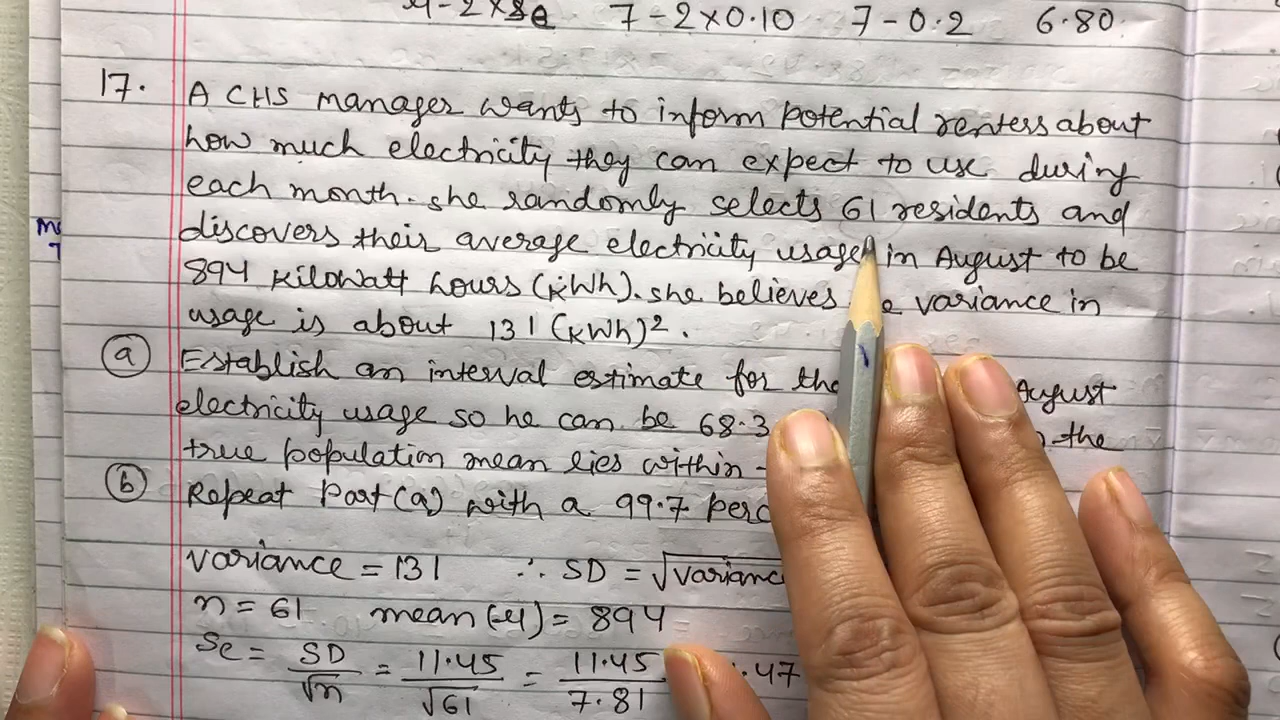 7-2×0.10 7-0.2 6.80
17. A CHS manager wants to inform potential renters about
how much electricity they can expect to use during
each month. She randomly selects 61 residents and
discovers their average electricity usage in August to be
894 Kilowatt hours (kWh). she believes variance in
usage is about 131 (kWh)².
(a) Establish an interval estimate for the August
electricity usage so he can be 68.3 the
true population mean lies within -
(b) Repeat Part (a) with a 99.7
variance = 131 ∴ SD = √
n = 61 mean = 894
Se = SD/√n = 11.45/√61 = 11.45/7.81 .47